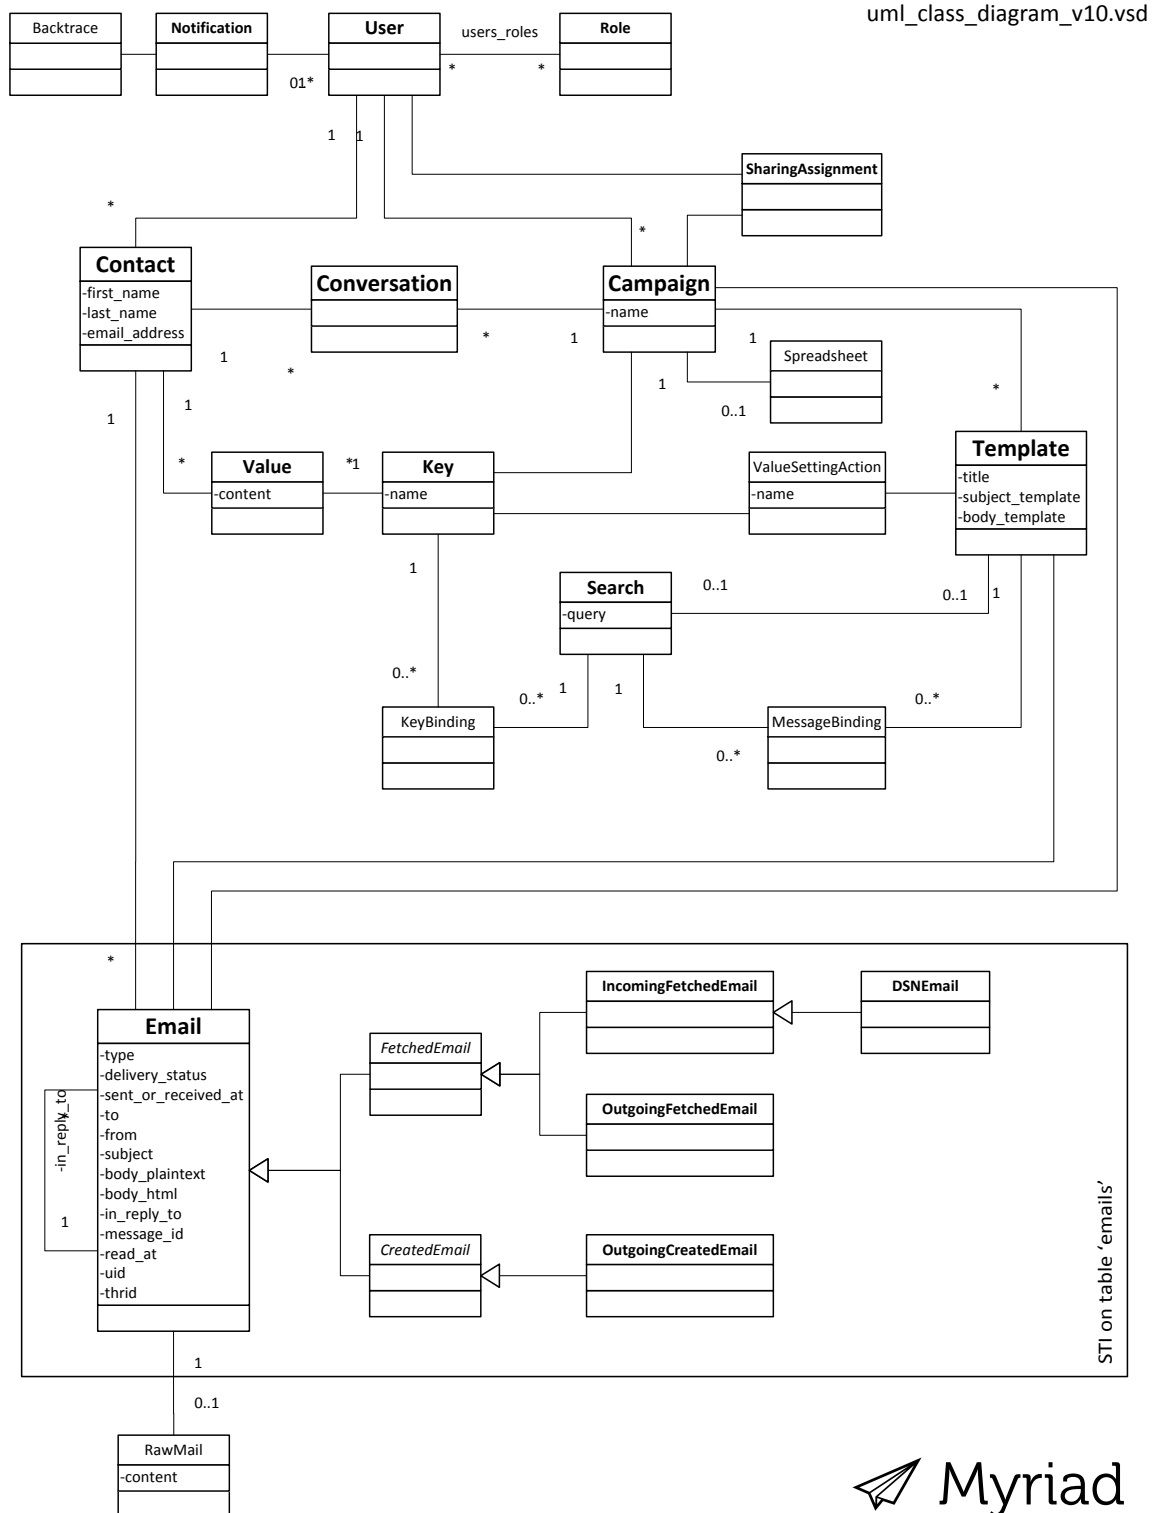 uml_class_diagram_v10.vsd
Backtrace
Notification
User
users_roles
Role
01*
*
*
1
1
SharingAssignment
*
*
Contact
-first_name
-last_name
-email_address
Conversation
Campaign
-name
1
*
*
1
1
1
0..1
Spreadsheet
*
1
1
*
Value
-content
*1
Key
-name
ValueSettingAction
-name
Template
-title
-subject_template
-body_template
1
Search
-query
0..1
0..1
1
0..*
0..*
1
1
0..*
0..*
KeyBinding
MessageBinding
*
Email
-type
-delivery_status
-sent_or_received_at
-to
-from
-subject
-body_plaintext
-body_html
-in_reply_to
-message_id
-read_at
-uid
-thrid
-in_reply_to
*
1
FetchedEmail
IncomingFetchedEmail
DSNEmail
OutgoingFetchedEmail
CreatedEmail
OutgoingCreatedEmail
STI on table ‘emails’
1
0..1
RawMail
-content
Myriad